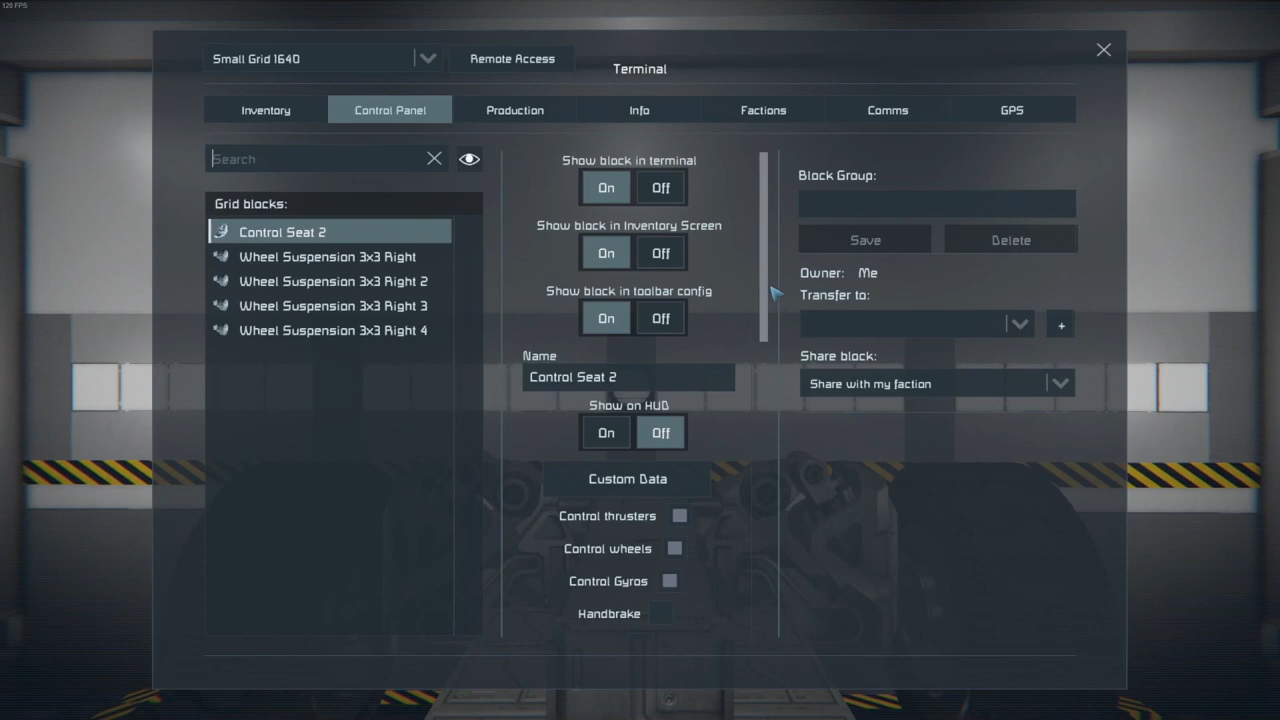 120 FPS
Small Grid 1640
Remote Access
Terminal
Inventory
Control Panel
Production
Info
Factions
Comms
GPS
Search
Grid blocks:
Control Seat 2
Wheel Suspension 3x3 Right
Wheel Suspension 3x3 Right 2
Wheel Suspension 3x3 Right 3
Wheel Suspension 3x3 Right 4
Show block in terminal
On Off
Show block in Inventory Screen
On Off
Show block in toolbar config
On Off
Name
Control Seat 2
Show on HUD
On Off
Custom Data
Control thrusters
Control wheels
Control Gyros
Handbrake
Block Group:
Save
Delete
Owner: Me
Transfer to:
+
Share block:
Share with my faction